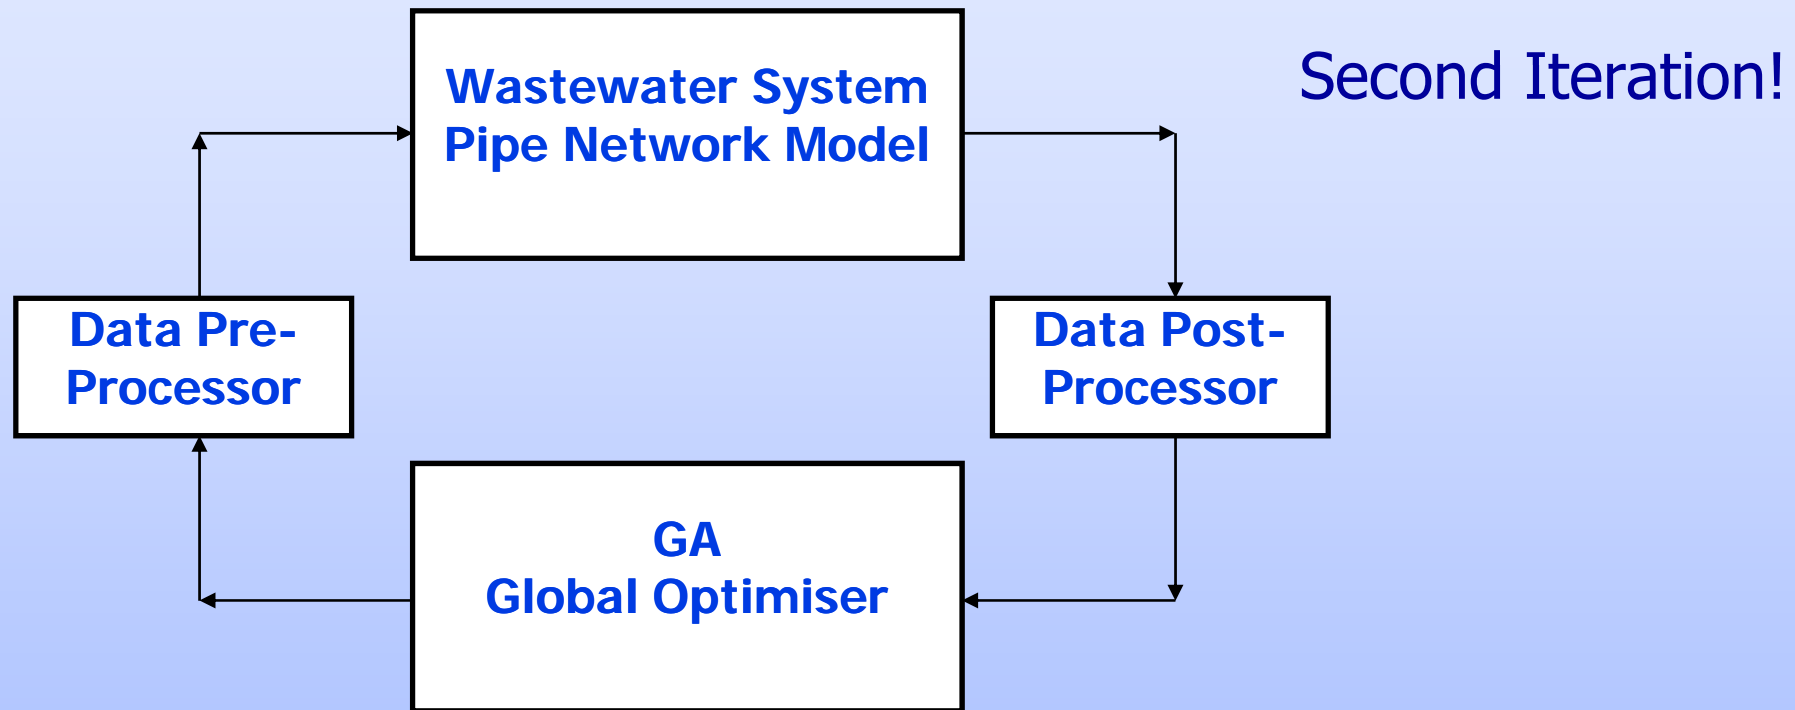 Second Iteration!
Wastewater System
Pipe Network Model
Data Pre-
Processor
Data Post-
Processor
GA
Global Optimiser